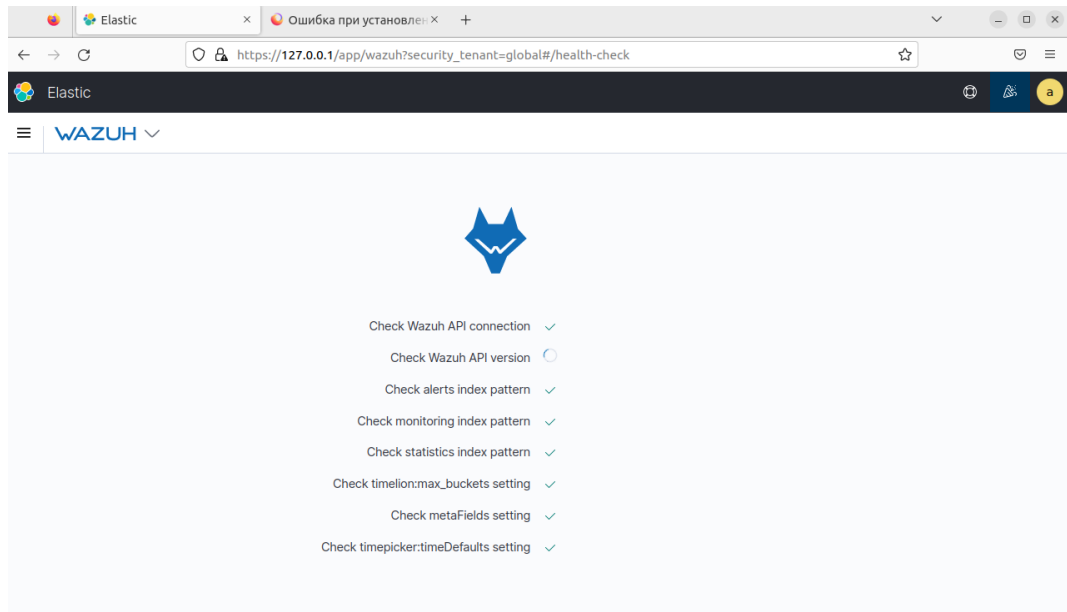 Elastic
Ошибка при установлен
https://127.0.0.1/app/wazuh?security_tenant=global#/health-check
Elastic
a
WAZUH
Check Wazuh API connection
Check Wazuh API version
Check alerts index pattern
Check monitoring index pattern
Check statistics index pattern
Check timelion:max_buckets setting
Check metaFields setting
Check timepicker:timeDefaults setting